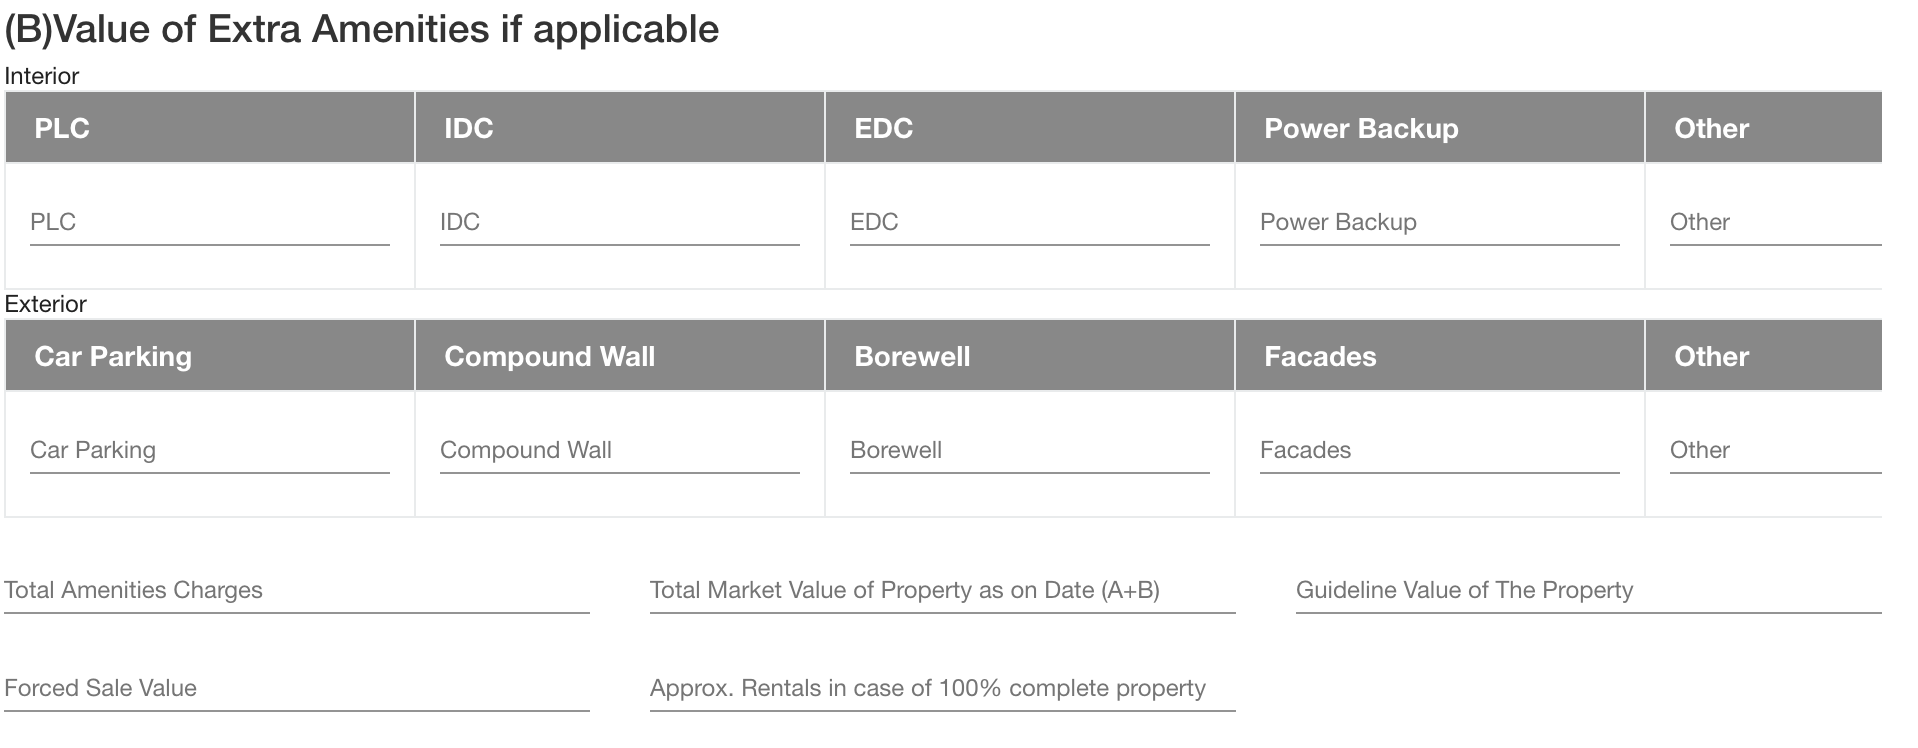 (B)Value of Extra Amenities if applicable
Interior
PLC IDC EDC Power Backup Other
PLC IDC EDC Power Backup Other
Exterior
Car Parking Compound Wall Borewell Facades Other
Car Parking Compound Wall Borewell Facades Other
Total Amenities Charges Total Market Value of Property as on Date (A+B) Guideline Value of The Property
Forced Sale Value Approx. Rentals in case of 100% complete property